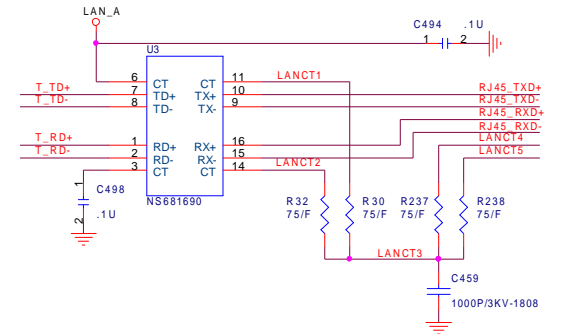 LAN_A
C494 .1U
1 2
U3
6 CT CT 11 LANCT1
T_TD+ 7 TD+ TX+ 10 RJ45_TXD+
T_TD- 8 TD- TX- 9 RJ45_TXD-
RJ45_RXD+
RJ45_RXD-
T_RD+ 1 RD+ RX+ 16 LANCT4
T_RD- 2 RD- RX- 15 LANCT5
3 CT CT 14 LANCT2
1 C498
2 .1U
NS681690
R32 R30 R237 R238
75/F 75/F 75/F 75/F
LANCT3
C459
1000P/3KV-1808